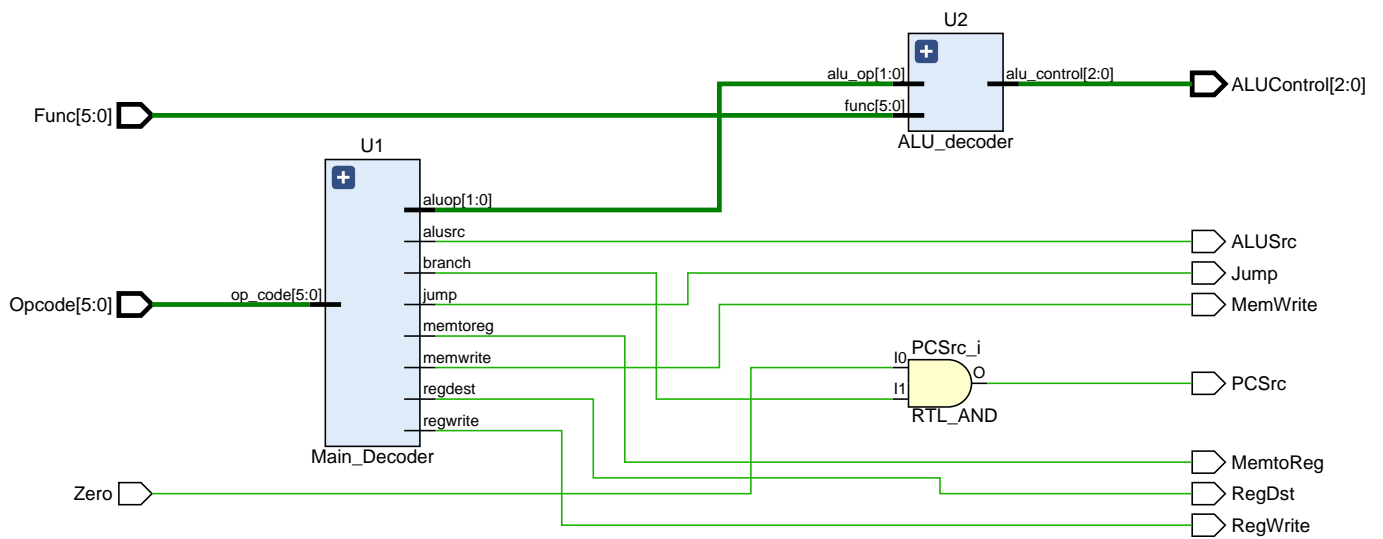 U2
alu_op[1:0]
alu_control[2:0]
ALUControl[2:0]
Func[5:0]
func[5:0]
ALU_decoder
U1
aluop[1:0]
alusrc
ALUSrc
branch
Jump
Opcode[5:0]
op_code[5:0]
jump
MemWrite
memtoreg
PCSrc_i
memwrite
I0
O
PCSrc
regdest
I1
RTL_AND
regwrite
Main_Decoder
MemtoReg
Zero
RegDst
RegWrite